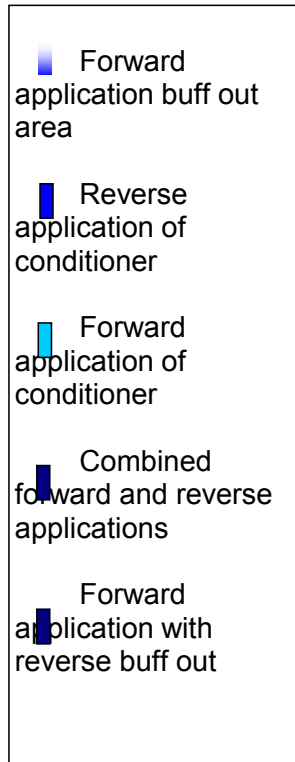 Forward
application buff out
area
Reverse
application of
conditioner
Forward
application of
conditioner
Combined
forward and reverse
applications
Forward
application with
reverse buff out